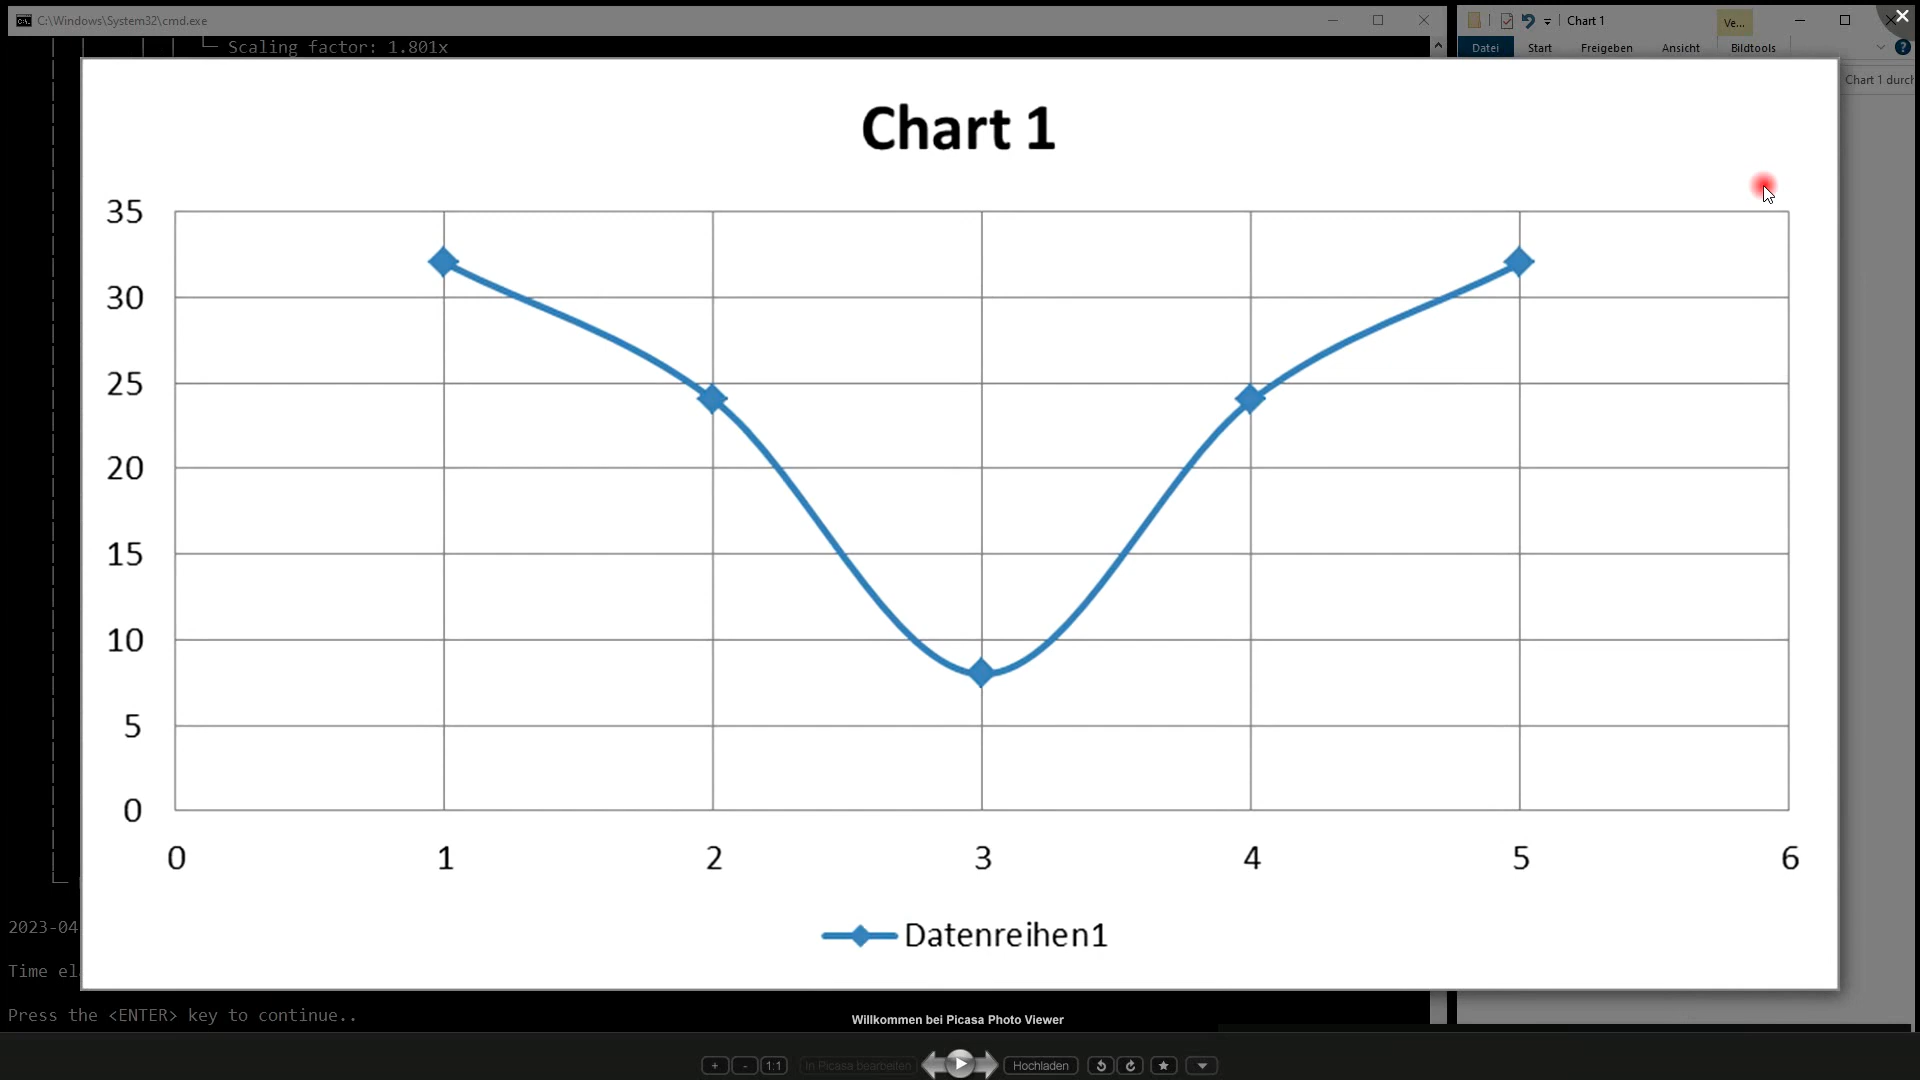 C:\Windows\System32\cmd.exe
Chart 1
Ve...
Scaling factor: 1.801x
Datei Start Freigeben Ansicht Bildtools
Chart 1
35
30
25
20
15
10
5
0
0 1 2 3 4 5 6
Datenreihen1
2023-04
Time el
Press the <ENTER> key to continue..
Willkommen bei Picasa Photo Viewer
+ - 1:1 In Picasa bearbeiten Hochladen
Chart 1 durch